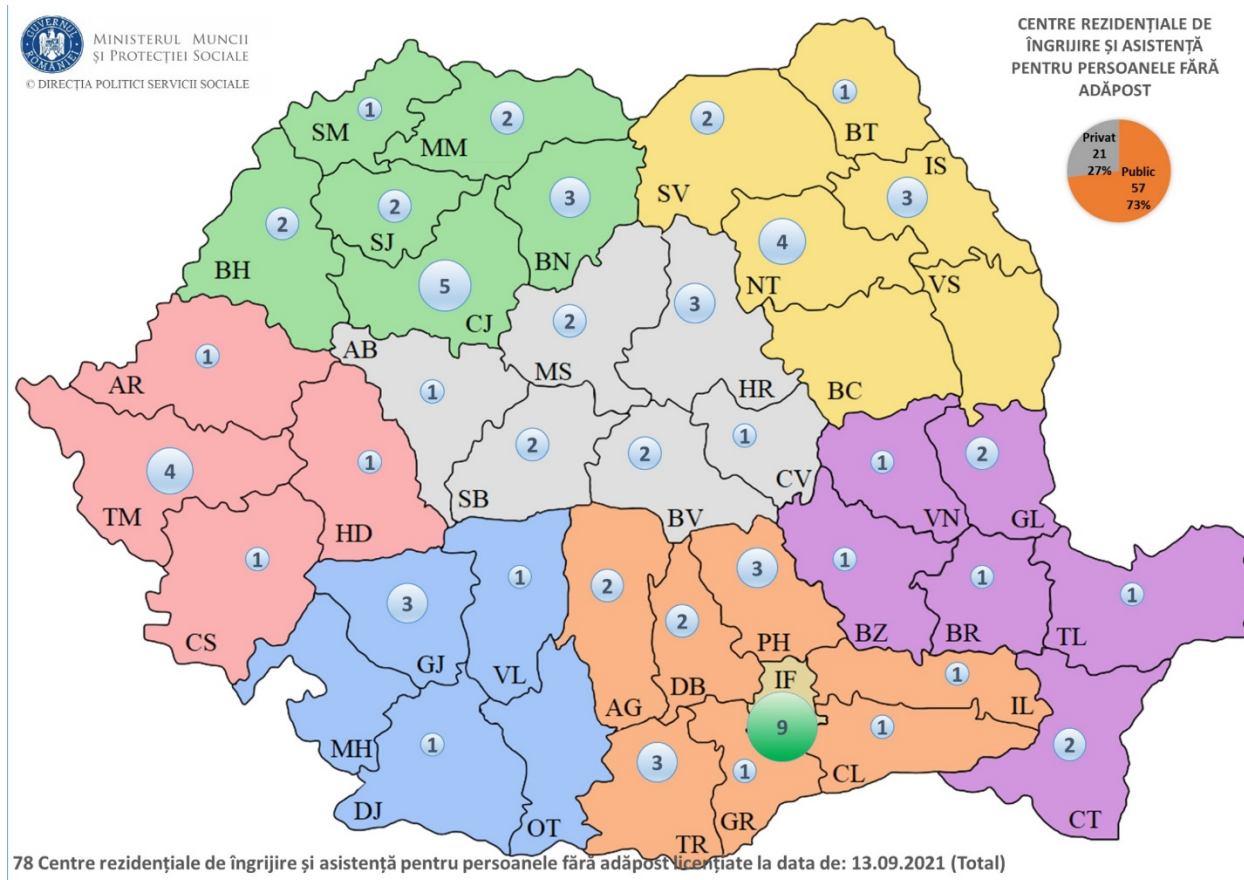 GUVERNUL ROMÂNIEI
MINISTERUL MUNCII
ȘI PROTECȚIEI SOCIALE
© DIRECȚIA POLITICI SERVICII SOCIALE
CENTRE REZIDENȚIALE DE
ÎNGRIJIRE ȘI ASISTENȚĂ
PENTRU PERSOANELE FĂRĂ
ADĂPOST
Privat
21
27%
Public
57
73%
SM 1
MM 2
SV 2
BT 1
IS 3
BH 2
SJ 2
BN 3
CJ 5
NT 4
VS
AB 1
MS 2
HR 3
BC
AR 1
TM 4
HD 1
SB 2
BV 2
CV 1
VN 1
GL 2
CS 1
GJ 3
VL 1
AG 2
DB 2
PH 3
BZ 1
BR 1
TL 1
IF 9
IL 1
MH
DJ 1
OT
TR 3
GR 1
CL 1
CT 2
78 Centre rezidențiale de îngrijire și asistență pentru persoanele fără adăpost licențiate la data de: 13.09.2021 (Total)